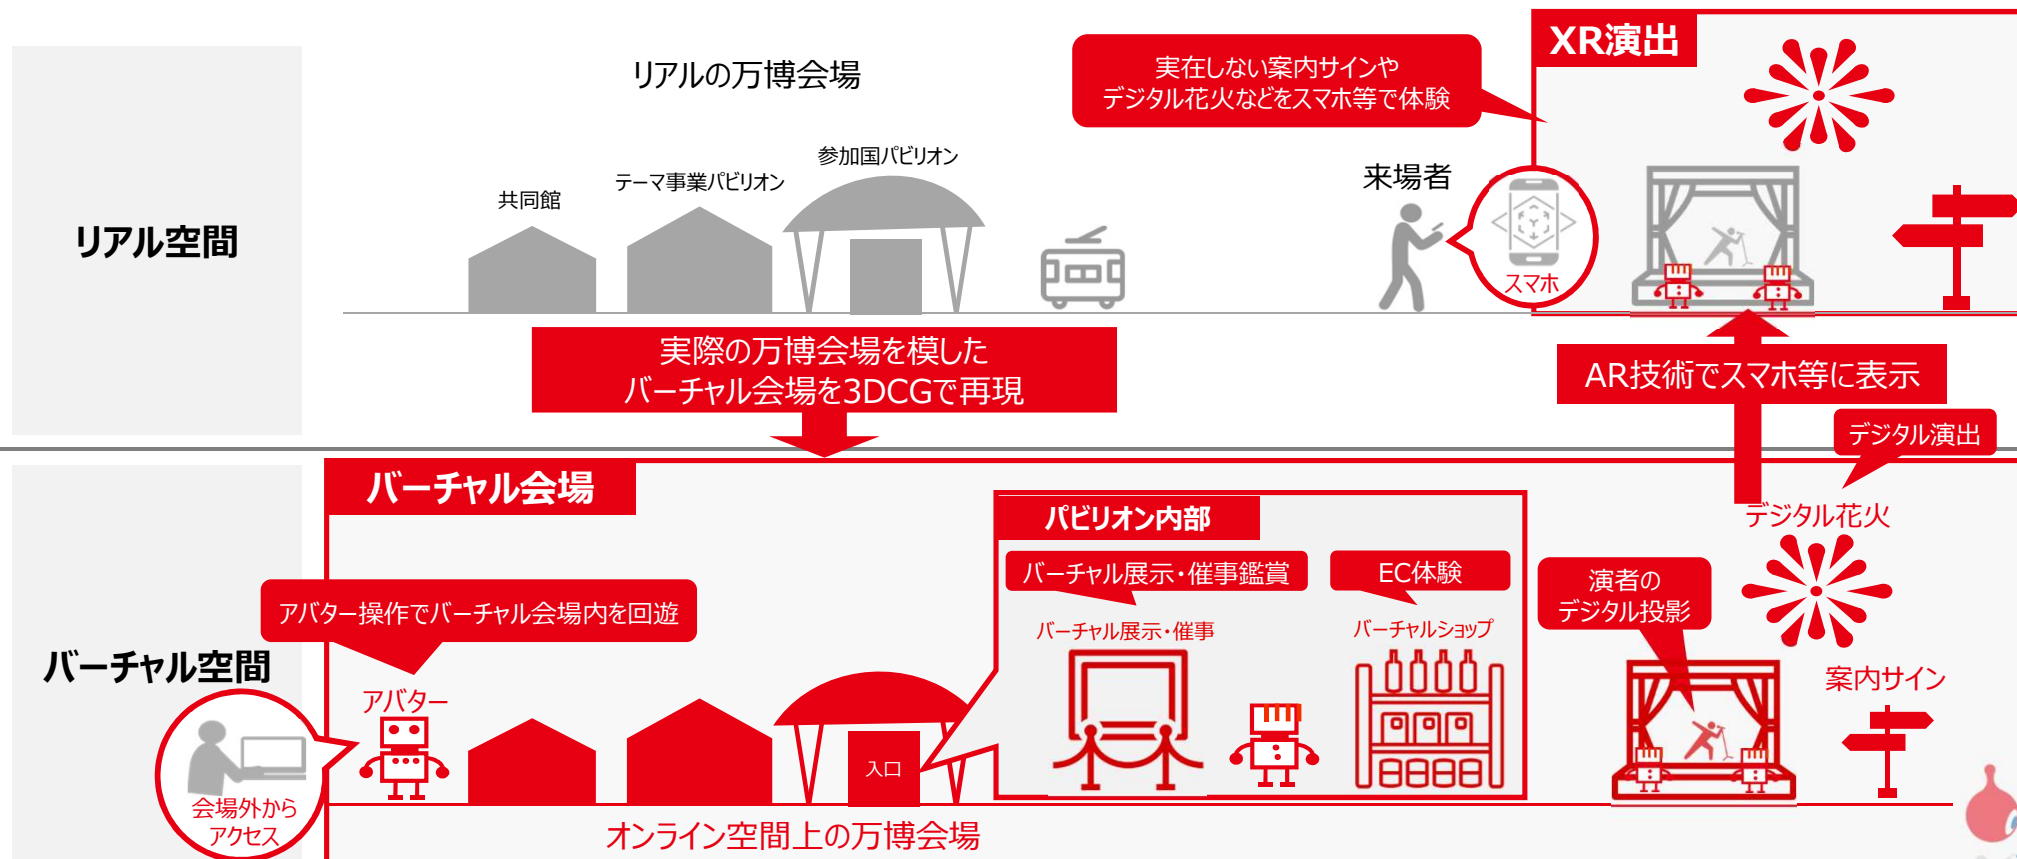 XR演出
リアルの万博会場
実在しない案内サインや
デジタル花火などをスマホ等で体験
参加国パビリオン
テーマ事業パビリオン
共同館
来場者
リアル空間
スマホ
実際の万博会場を模した
バーチャル会場を3DCGで再現
AR技術でスマホ等に表示
デジタル演出
バーチャル会場
パビリオン内部
デジタル花火
バーチャル展示・催事鑑賞
EC体験
演者の
デジタル投影
アバター操作でバーチャル会場内を回遊
バーチャル展示・催事
バーチャルショップ
バーチャル空間
アバター
案内サイン
入口
会場外から
アクセス
オンライン空間上の万博会場